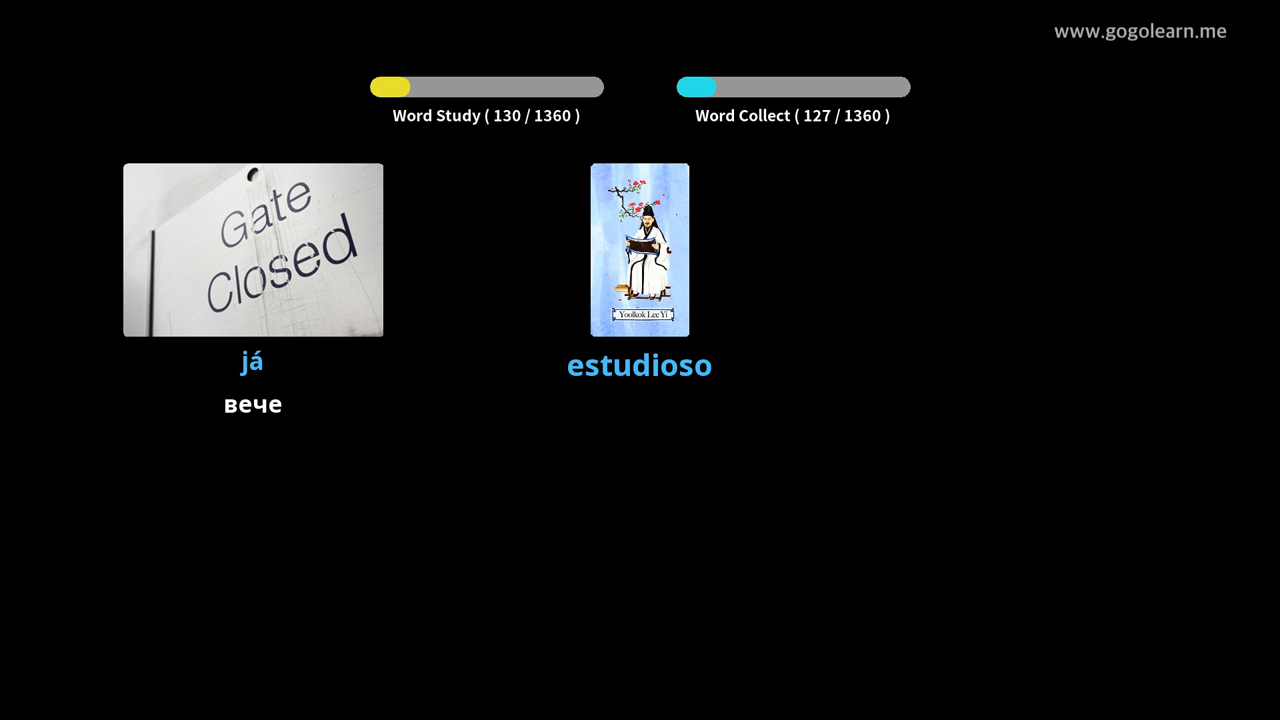 www.gogolearn.me
Word Study ( 130 / 1360 )
Word Collect ( 127 / 1360 )
Gate
Closed
Yoolkok Lee Yi
já
estudioso
вече